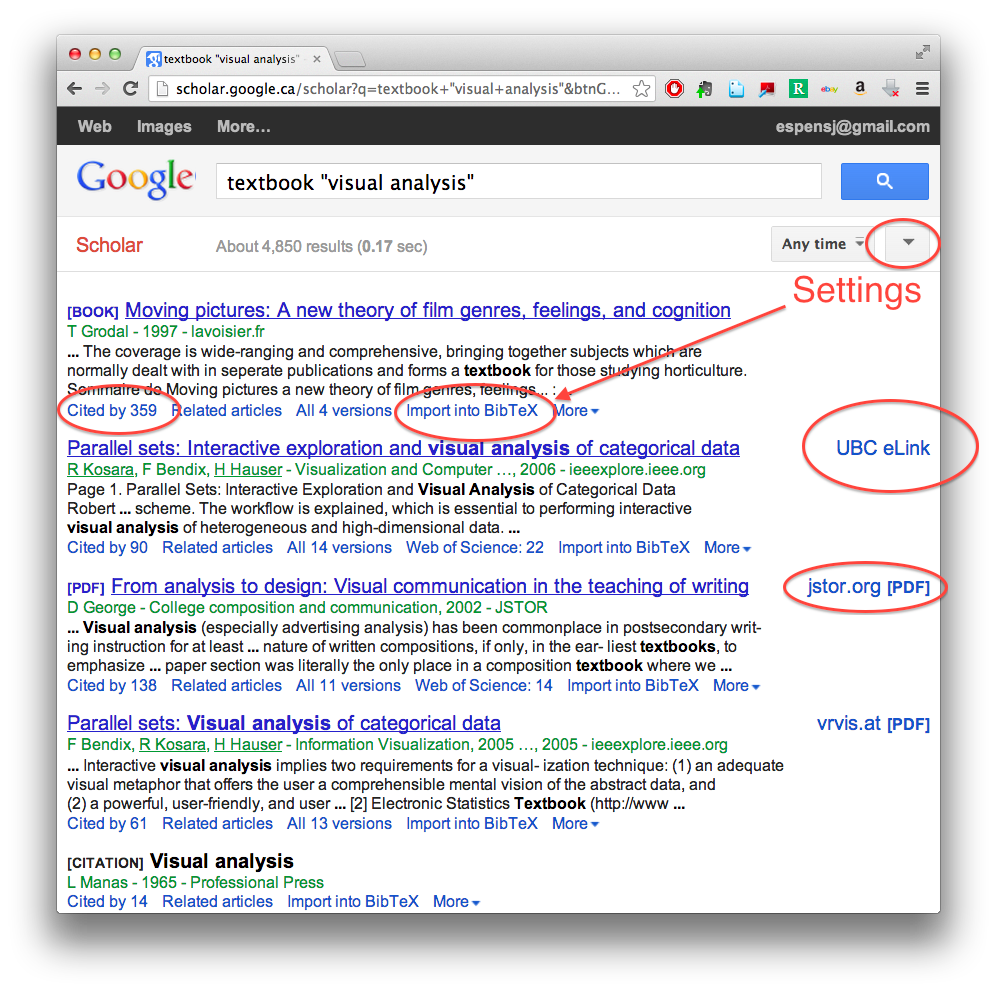 textbook "visual analysis"
scholar.google.ca/scholar?q=textbook+"visual+analysis"&btnG...
Web Images More... espensj@gmail.com
Google textbook "visual analysis"
Scholar About 4,850 results (0.17 sec) Any time
Settings
[BOOK] Moving pictures: A new theory of film genres, feelings, and cognition
T Grodal - 1997 - lavoisier.fr
... The coverage is wide-ranging and comprehensive, bringing together subjects which are
normally dealt with in seperate publications and forms a textbook for those studying horticulture.
Sommaire de Moving pictures a new theory of film genres, feelings... :
Cited by 359 Related articles All 4 versions Import into BibTeX More
Parallel sets: Interactive exploration and visual analysis of categorical data UBC eLink
R Kosara, F Bendix, H Hauser - Visualization and Computer ..., 2006 - ieeexplore.ieee.org
Page 1. Parallel Sets: Interactive Exploration and Visual Analysis of Categorical Data
Robert ... scheme. The workflow is explained, which is essential to performing interactive
visual analysis of heterogeneous and high-dimensional data. ...
Cited by 90 Related articles All 14 versions Web of Science: 22 Import into BibTeX More
[PDF] From analysis to design: Visual communication in the teaching of writing jstor.org [PDF]
D George - College composition and communication, 2002 - JSTOR
... Visual analysis (especially advertising analysis) has been commonplace in postsecondary writ-
ing instruction for at least ... nature of written compositions, if only, in the ear- liest textbooks, to
emphasize ... paper section was literally the only place in a composition textbook where we ...
Cited by 138 Related articles All 11 versions Web of Science: 14 Import into BibTeX More
Parallel sets: Visual analysis of categorical data vrvis.at [PDF]
F Bendix, R Kosara, H Hauser - Information Visualization, 2005 ..., 2005 - ieeexplore.ieee.org
... Interactive visual analysis implies two requirements for a visual- ization technique: (1) an adequate
visual metaphor that offers the user a comprehensible mental vision of the abstract data, and
(2) a powerful, user-friendly, and user ... [2] Electronic Statistics Textbook (http://www ...
Cited by 61 Related articles All 13 versions Import into BibTeX More
[CITATION] Visual analysis
L Manas - 1965 - Professional Press
Cited by 14 Related articles Import into BibTeX More